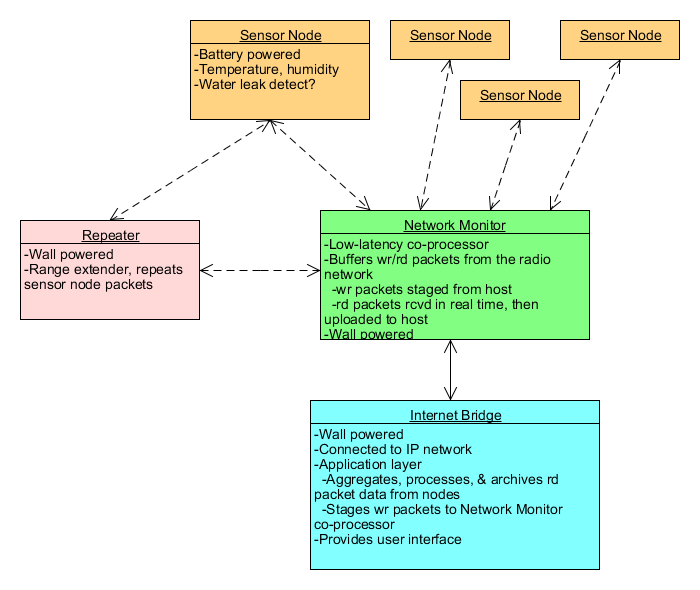 Sensor Node
-Battery powered
-Temperature, humidity
-Water leak detect?
Sensor Node
Sensor Node
Sensor Node
Repeater
-Wall powered
-Range extender, repeats
sensor node packets
Network Monitor
-Low-latency co-processor
-Buffers wr/rd packets from the radio
network
-wr packets staged from host
-rd packets rcvd in real time, then
uploaded to host
-Wall powered
Internet Bridge
-Wall powered
-Connected to IP network
-Application layer
-Aggregates, processes, & archives rd
packet data from nodes
-Stages wr packets to Network Monitor
co-processor
-Provides user interface